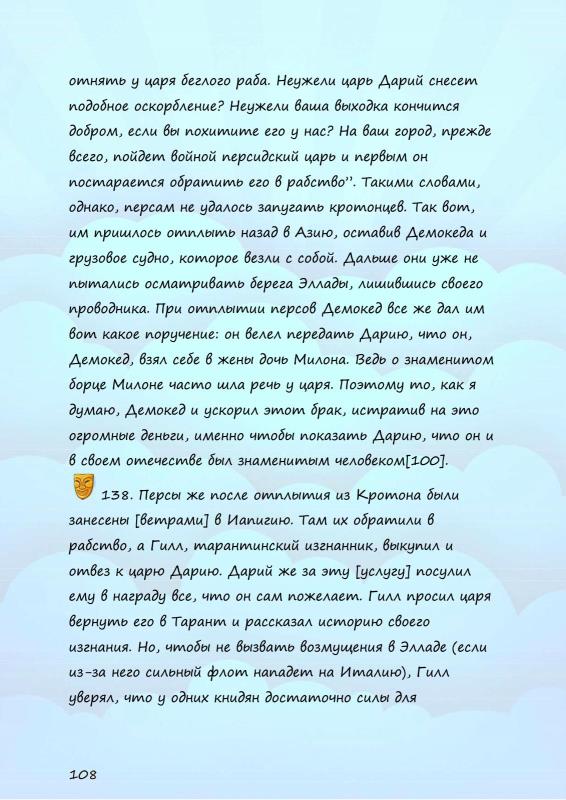 отнять у царя беглого раба. Неужели царь Дарий снесет
подобное оскорбление? Неужели ваша выходка кончится
добром, если вы похитите его у нас? На ваш город, прежде
всего, пойдет войной персидский царь и первым он
постарается обратить его в рабство”. Такими словами,
однако, персам не удалось запугать кротонцев. Так вот,
им пришлось отплыть назад в Азию, оставив Демокеда и
грузовое судно, которое везли с собой. Дальше они уже не
пытались осматривать берега Эллады, лишившись своего
проводника. При отплытии персов Демокед все же дал им
вот какое поручение: он велел передать Дарию, что он,
Демокед, взял себе в жены дочь Милона. Ведь о знаменитом
борце Милоне часто шла речь у царя. Поэтому то, как я
думаю, Демокед и ускорил этот брак, истратив на это
огромные деньги, именно чтобы показать Дарию, что он и
в своем отечестве был знаменитым человеком[100].
138. Персы же после отплытия из Кротона были
занесены [ветрами] в Иапигию. Там их обратили в
рабство, а Гилл, тарантинский изгнанник, выкупил и
отвез к царю Дарию. Дарий же за эту [услугу] посулил
ему в награду все, что он сам пожелает. Гилл просил царя
вернуть его в Тарант и рассказал историю своего
изгнания. Но, чтобы не вызвать возмущения в Элладе (если
из-за него сильный флот нападет на Италию), Гилл
уверял, что у одних книдян достаточно силы для
108